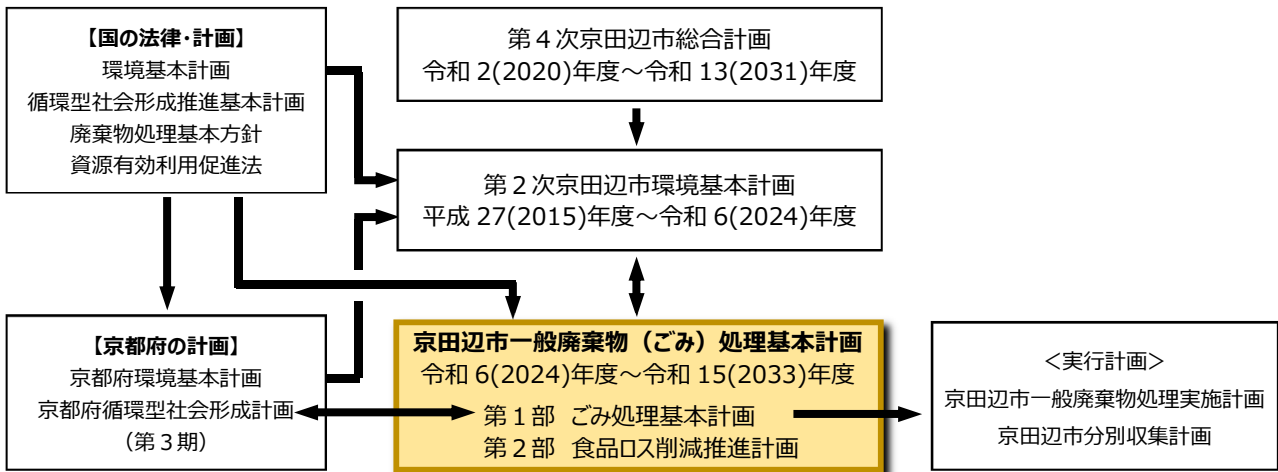 【国の法律・計画】
環境基本計画
循環型社会形成推進基本計画
廃棄物処理基本方針
資源有効利用促進法
第４次京田辺市総合計画
令和 2(2020)年度～令和 13(2031)年度
第２次京田辺市環境基本計画
平成 27(2015)年度～令和 6(2024)年度
【京都府の計画】
京都府環境基本計画
京都府循環型社会形成計画
（第３期）
京田辺市一般廃棄物（ごみ）処理基本計画
令和 6(2024)年度～令和 15(2033)年度
第１部 ごみ処理基本計画
第２部 食品ロス削減推進計画
＜実行計画＞
京田辺市一般廃棄物処理実施計画
京田辺市分別収集計画